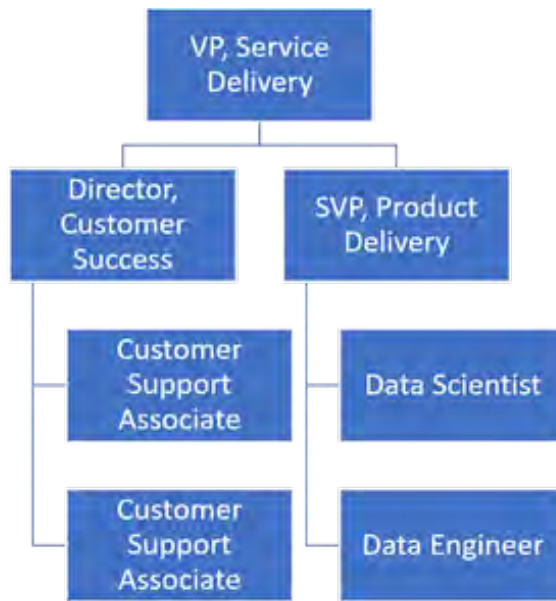 VP, Service
Delivery
Director,
Customer
Success
SVP, Product
Delivery
Customer
Support
Associate
Data Scientist
Customer
Support
Associate
Data Engineer